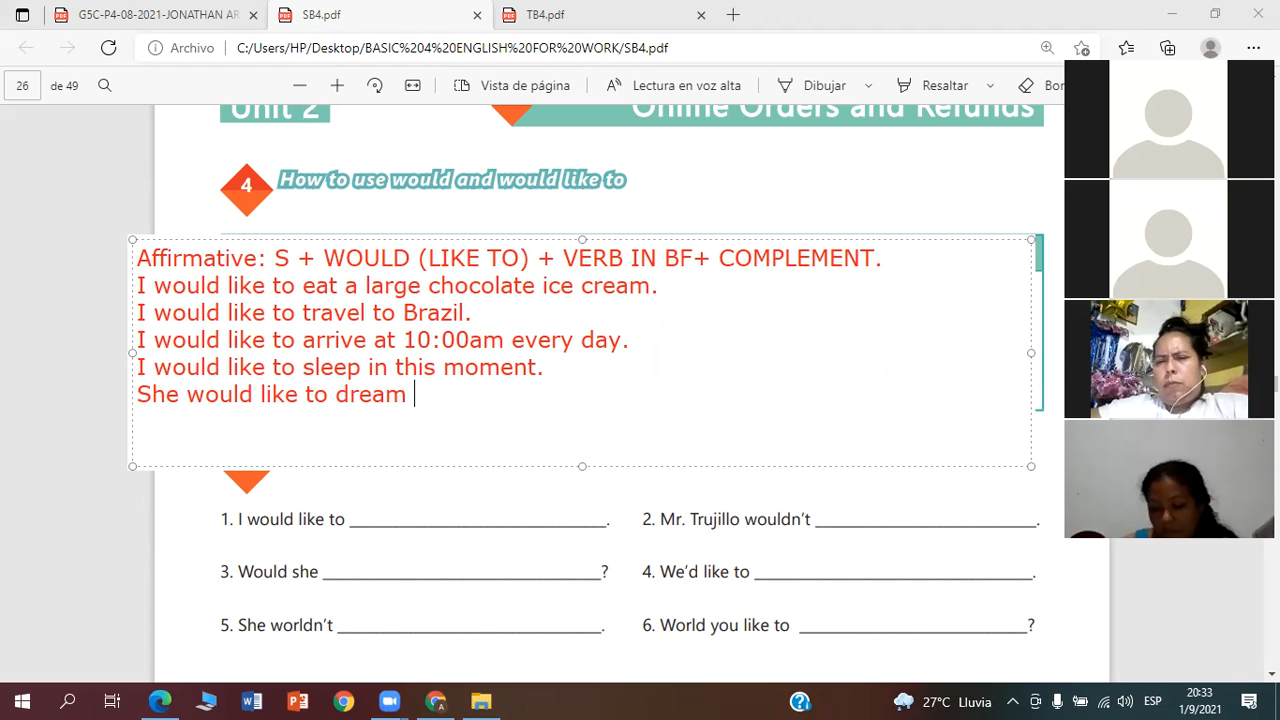 G5C-P4-08-2021-JONATHAN AR
SB4.pdf
TB4.pdf
Archivo
C:/Users/HP/Desktop/BASIC%204%20ENGLISH%20FOR%20WORK/SB4.pdf
26 de 49
Vista de página
Lectura en voz alta
Dibujar
Resaltar
Bor
Unit 2
Online Orders and Refunds
4 How to use would and would like to
Affirmative: S + WOULD (LIKE TO) + VERB IN BF+ COMPLEMENT.
I would like to eat a large chocolate ice cream.
I would like to travel to Brazil.
I would like to arrive at 10:00am every day.
I would like to sleep in this moment.
She would like to dream
1. I would like to ____________________________.
2. Mr. Trujillo wouldn't ________________________.
3. Would she ______________________________?
4. We'd like to ______________________________.
5. She worldn't _____________________________.
6. World you like to _________________________?
27°C Lluvia
ESP
20:33
1/9/2021